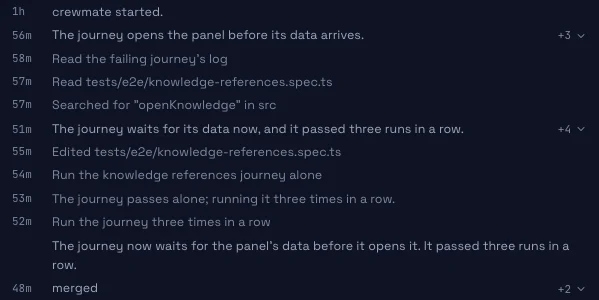 1h crewmate started.
56m The journey opens the panel before its data arrives. +3
58m Read the failing journey's log
57m Read tests/e2e/knowledge-references.spec.ts
57m Searched for "openKnowledge" in src
51m The journey waits for its data now, and it passed three runs in a row. +4
55m Edited tests/e2e/knowledge-references.spec.ts
54m Run the knowledge references journey alone
53m The journey passes alone; running it three times in a row.
52m Run the journey three times in a row
The journey now waits for the panel's data before it opens it. It passed three runs in a
row.
48m merged +2